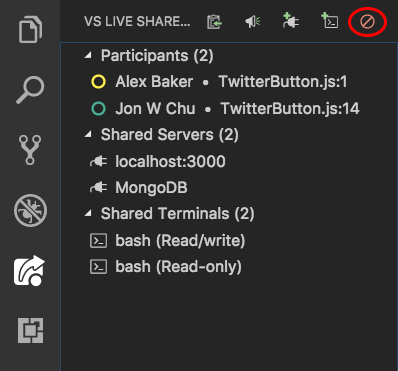 VS LIVE SHARE...
Participants (2)
Alex Baker • TwitterButton.js:1
Jon W Chu • TwitterButton.js:14
Shared Servers (2)
localhost:3000
MongoDB
Shared Terminals (2)
bash (Read/write)
bash (Read-only)